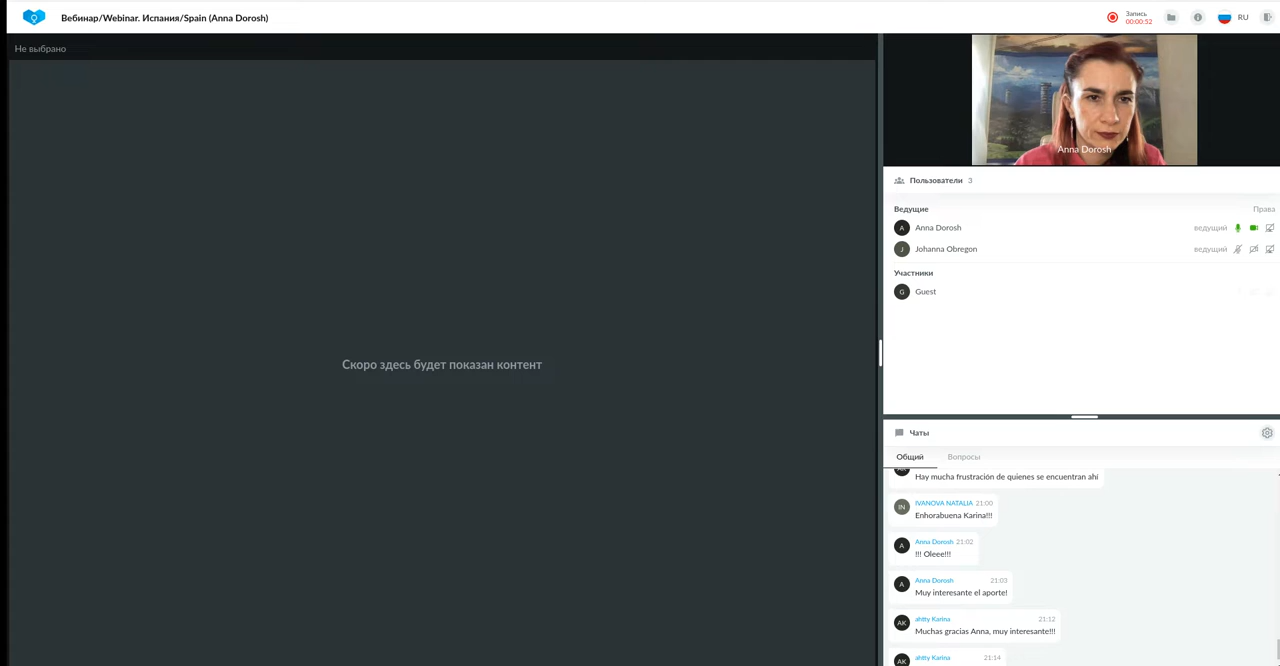 Вебинар/Webinar. Испания/Spain (Anna Dorosh)
Запись
00:00:52
RU
Не выбрано
Скоро здесь будет показан контент
Anna Dorosh
Пользователи 3
Ведущие Права
A Anna Dorosh ведущий
J Johanna Obregon ведущий
Участники
G Guest
Чаты
Общий Вопросы
AK
Hay mucha frustración de quienes se encuentran ahí
IN IVANOVA NATALIA 21:00
Enhorabuena Karina!!!
A Anna Dorosh 21:02
!!! Oleee!!!
A Anna Dorosh 21:03
Muy interesante el aporte!
AK ahtty Karina 21:12
Muchas gracias Anna, muy interesante!!!
AK ahtty Karina 21:14